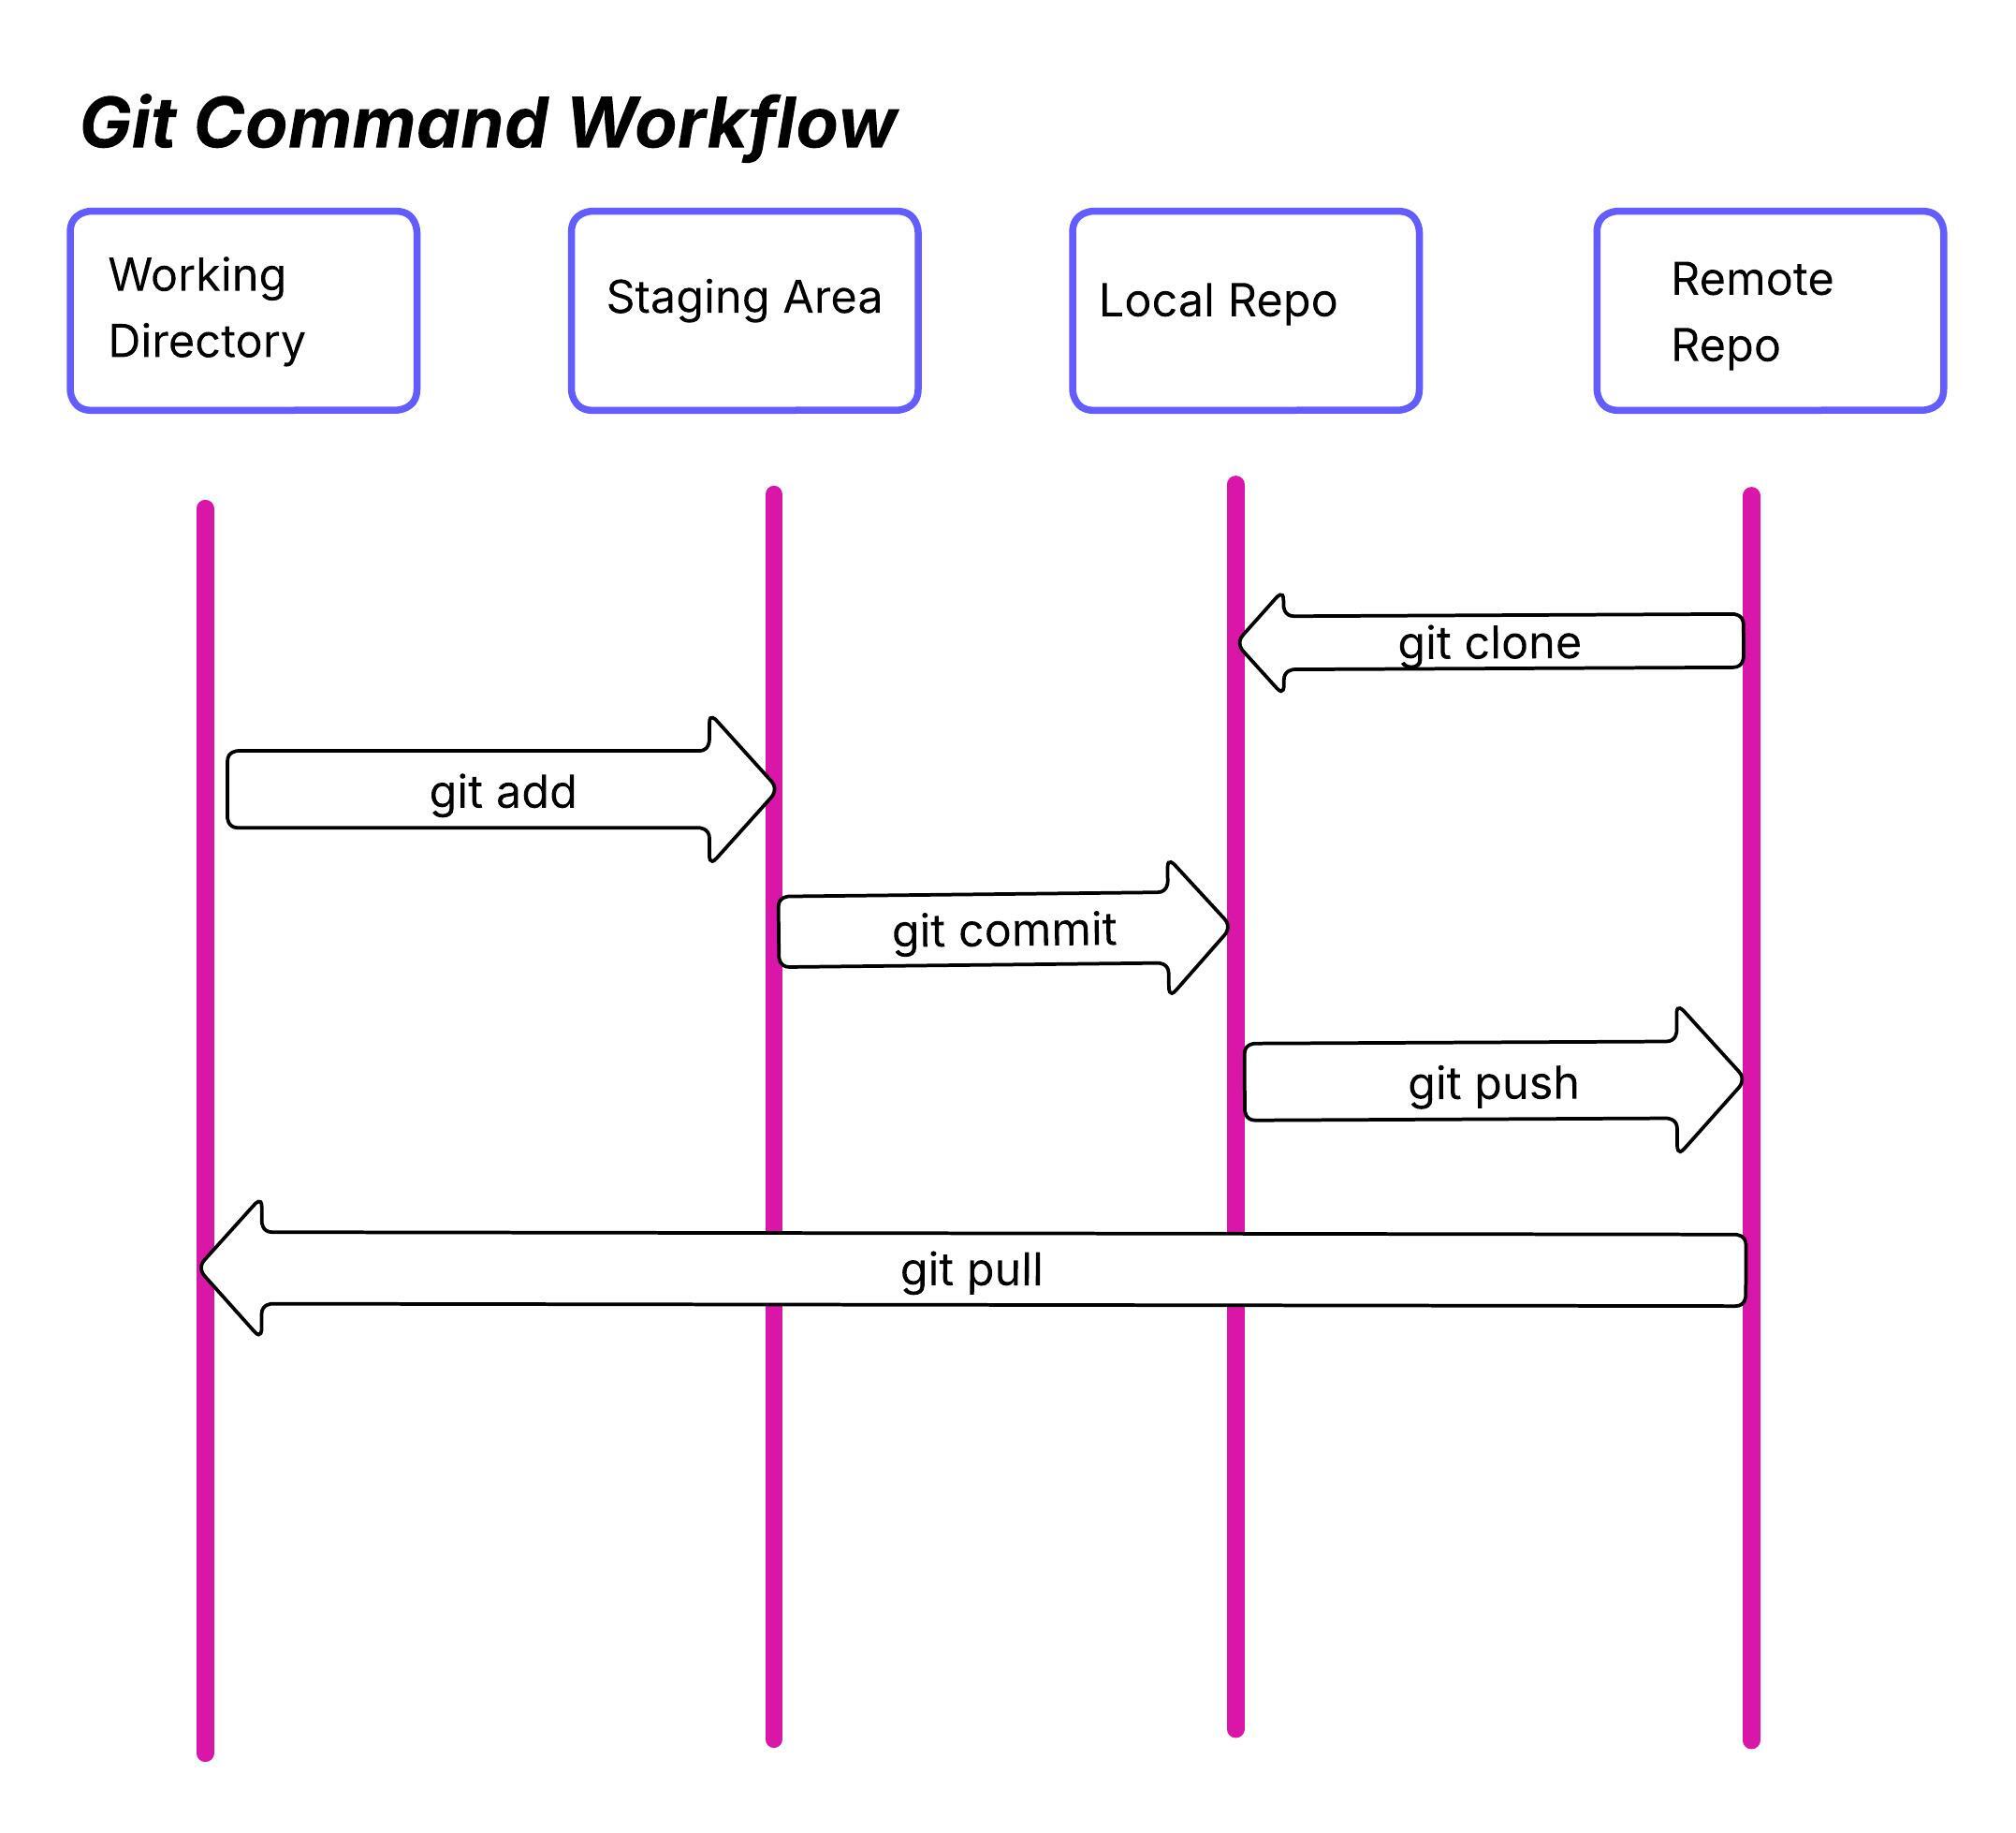 Git Command Workflow
Working
Directory
Staging Area
Local Repo
Remote
Repo
git clone
git add
git commit
git push
git pull